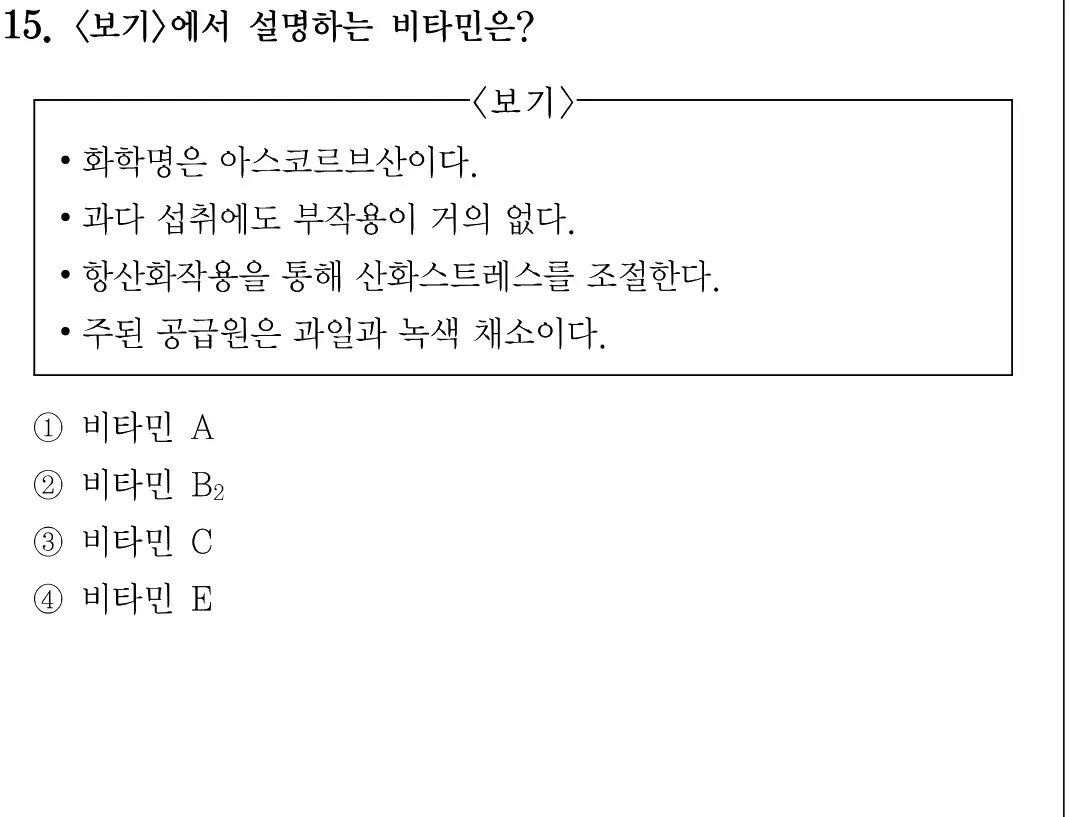 15. 〈보기〉에서 설명하는 비타민은?
〈보기〉
• 화학명은 아스코르브산이다.
• 과다 섭취에도 부작용이 거의 없다.
• 항산화작용을 통해 산화스트레스를 조절한다.
• 주된 공급원은 과일과 녹색 채소이다.
① 비타민 A
② 비타민 B₂
③ 비타민 C
④ 비타민 E